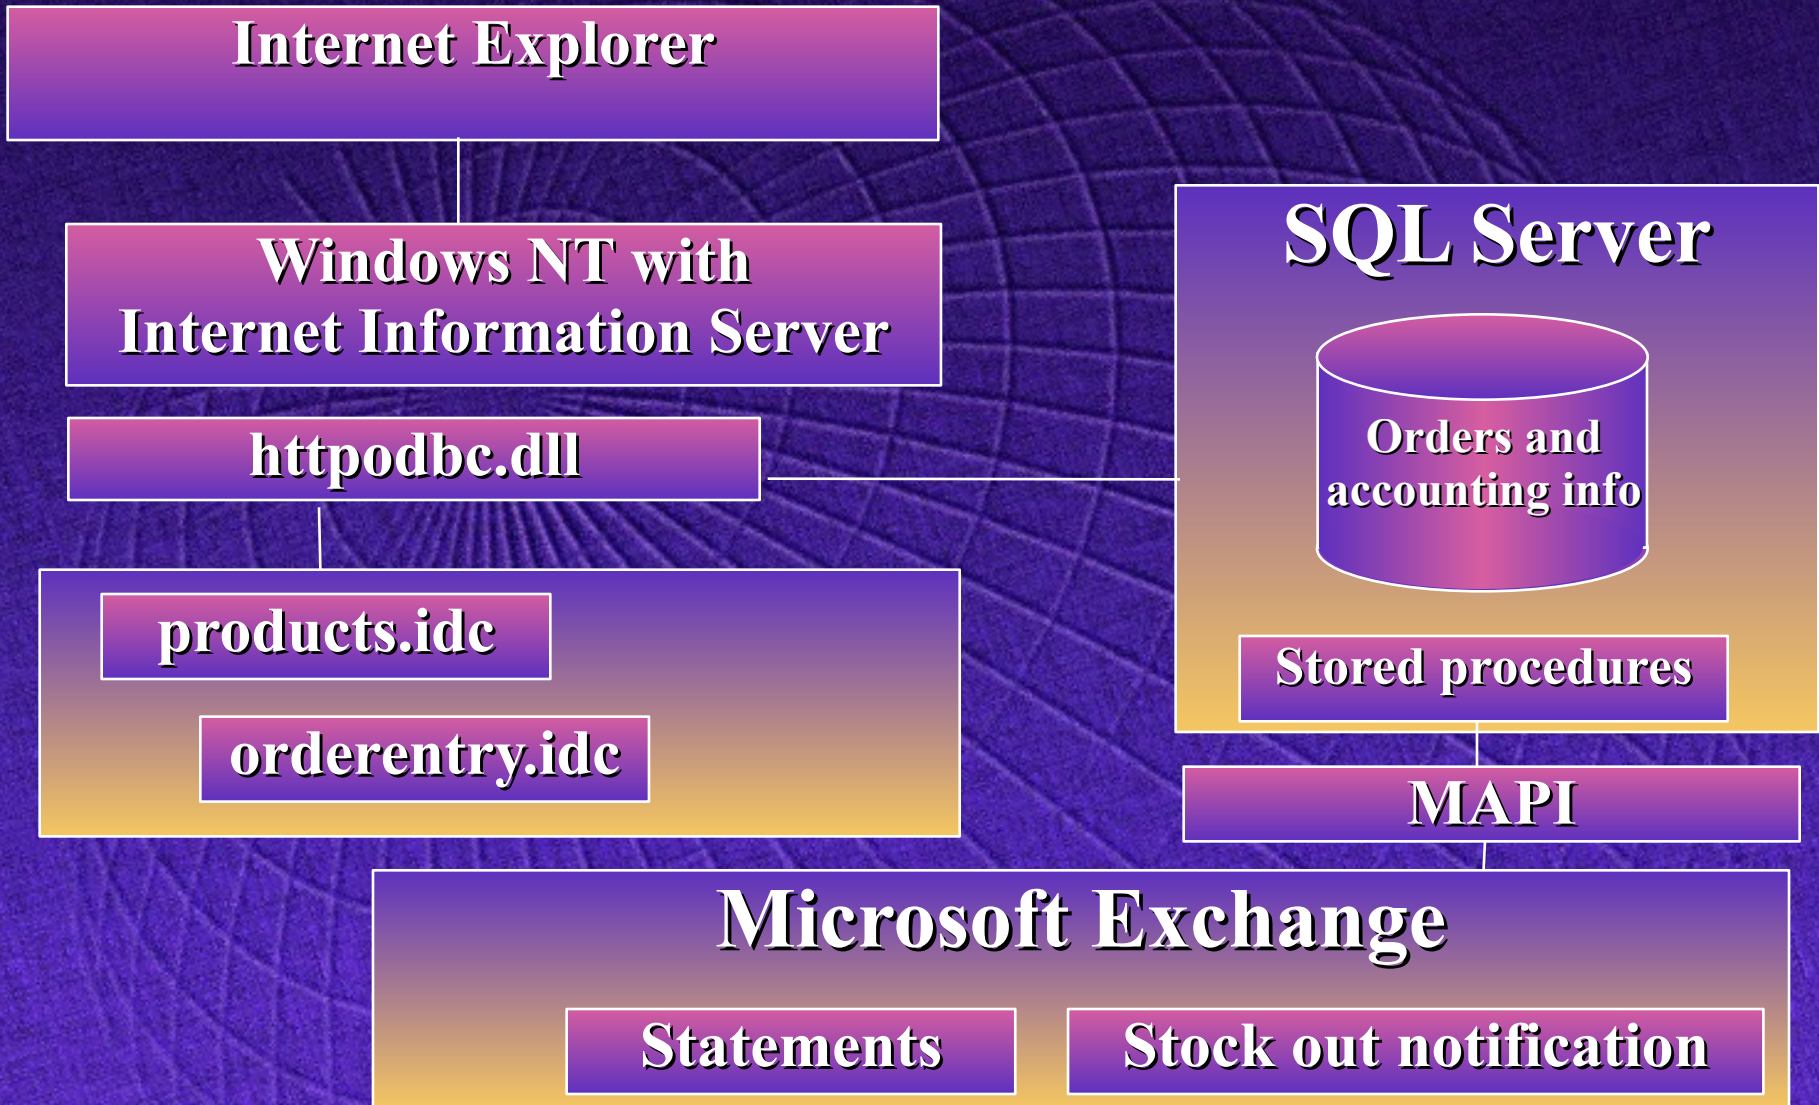 Internet Explorer
Windows NT with
Internet Information Server
httpodbc.dll
products.idc
orderentry.idc
SQL Server
Orders and
accounting info
Stored procedures
MAPI
Microsoft Exchange
Statements
Stock out notification